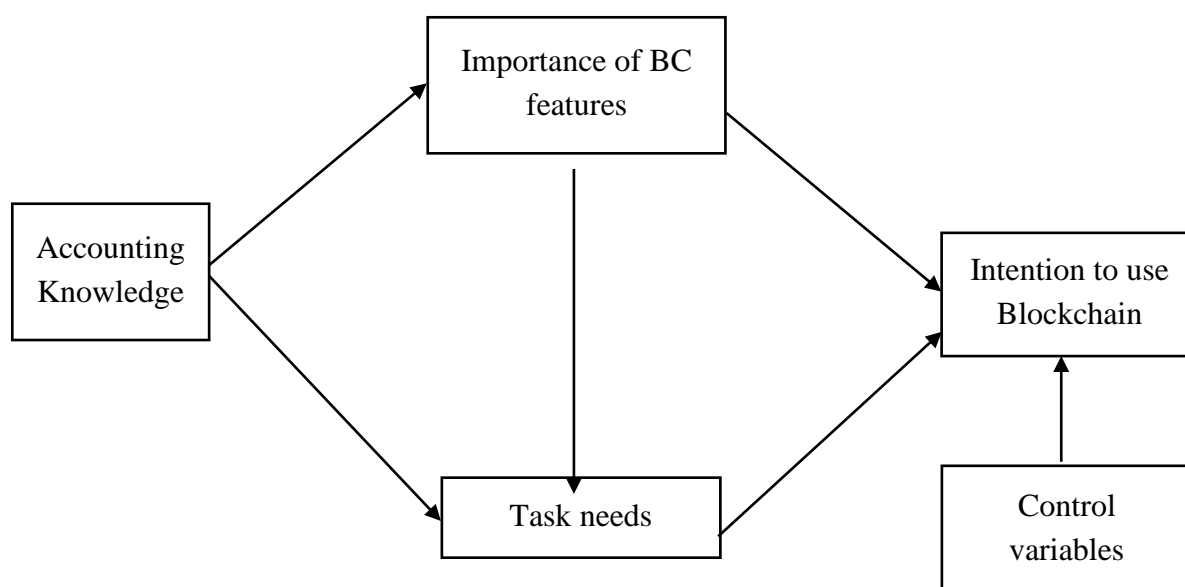 Importance of BC
features
Accounting
Knowledge
Intention to use
Blockchain
Task needs
Control
variables